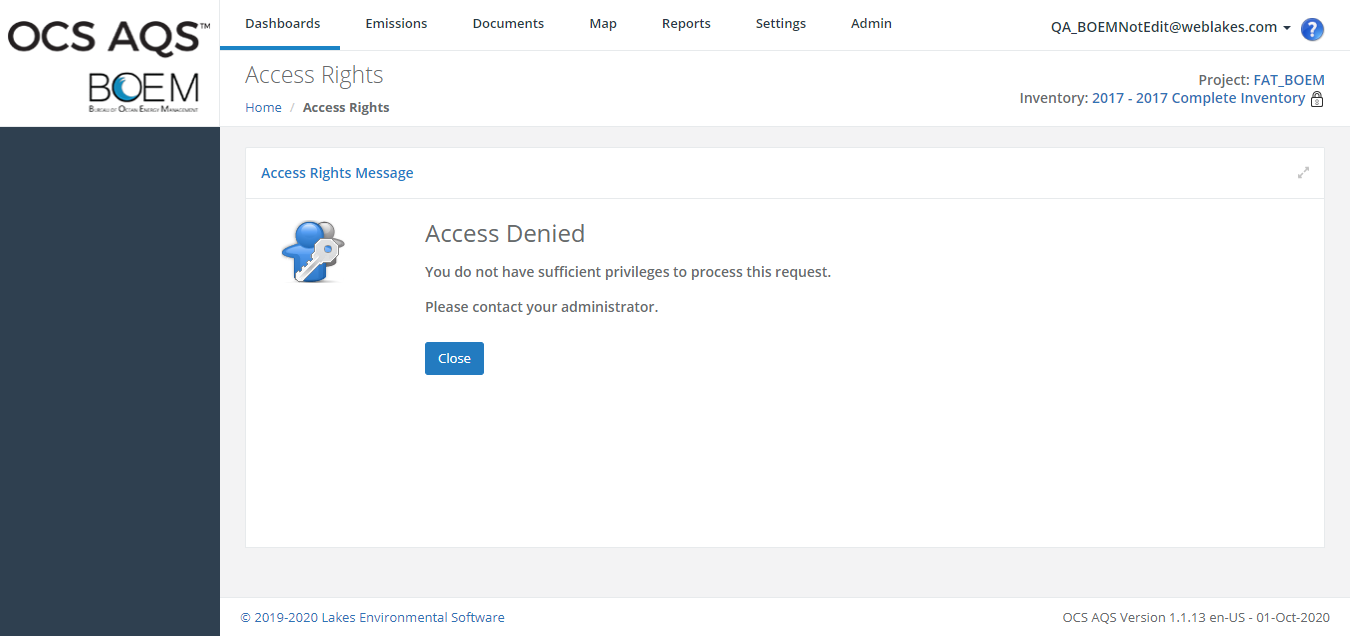 OCS AQS™
BOEM
Bureau of Ocean Energy Management
Dashboards
Emissions
Documents
Map
Reports
Settings
Admin
QA_BOEMNotEdit@weblakes.com
?
Access Rights
Home / Access Rights
Project: FAT_BOEM
Inventory: 2017 - 2017 Complete Inventory
Access Rights Message
Access Denied
You do not have sufficient privileges to process this request.
Please contact your administrator.
Close
© 2019-2020 Lakes Environmental Software
OCS AQS Version 1.1.13 en-US - 01-Oct-2020